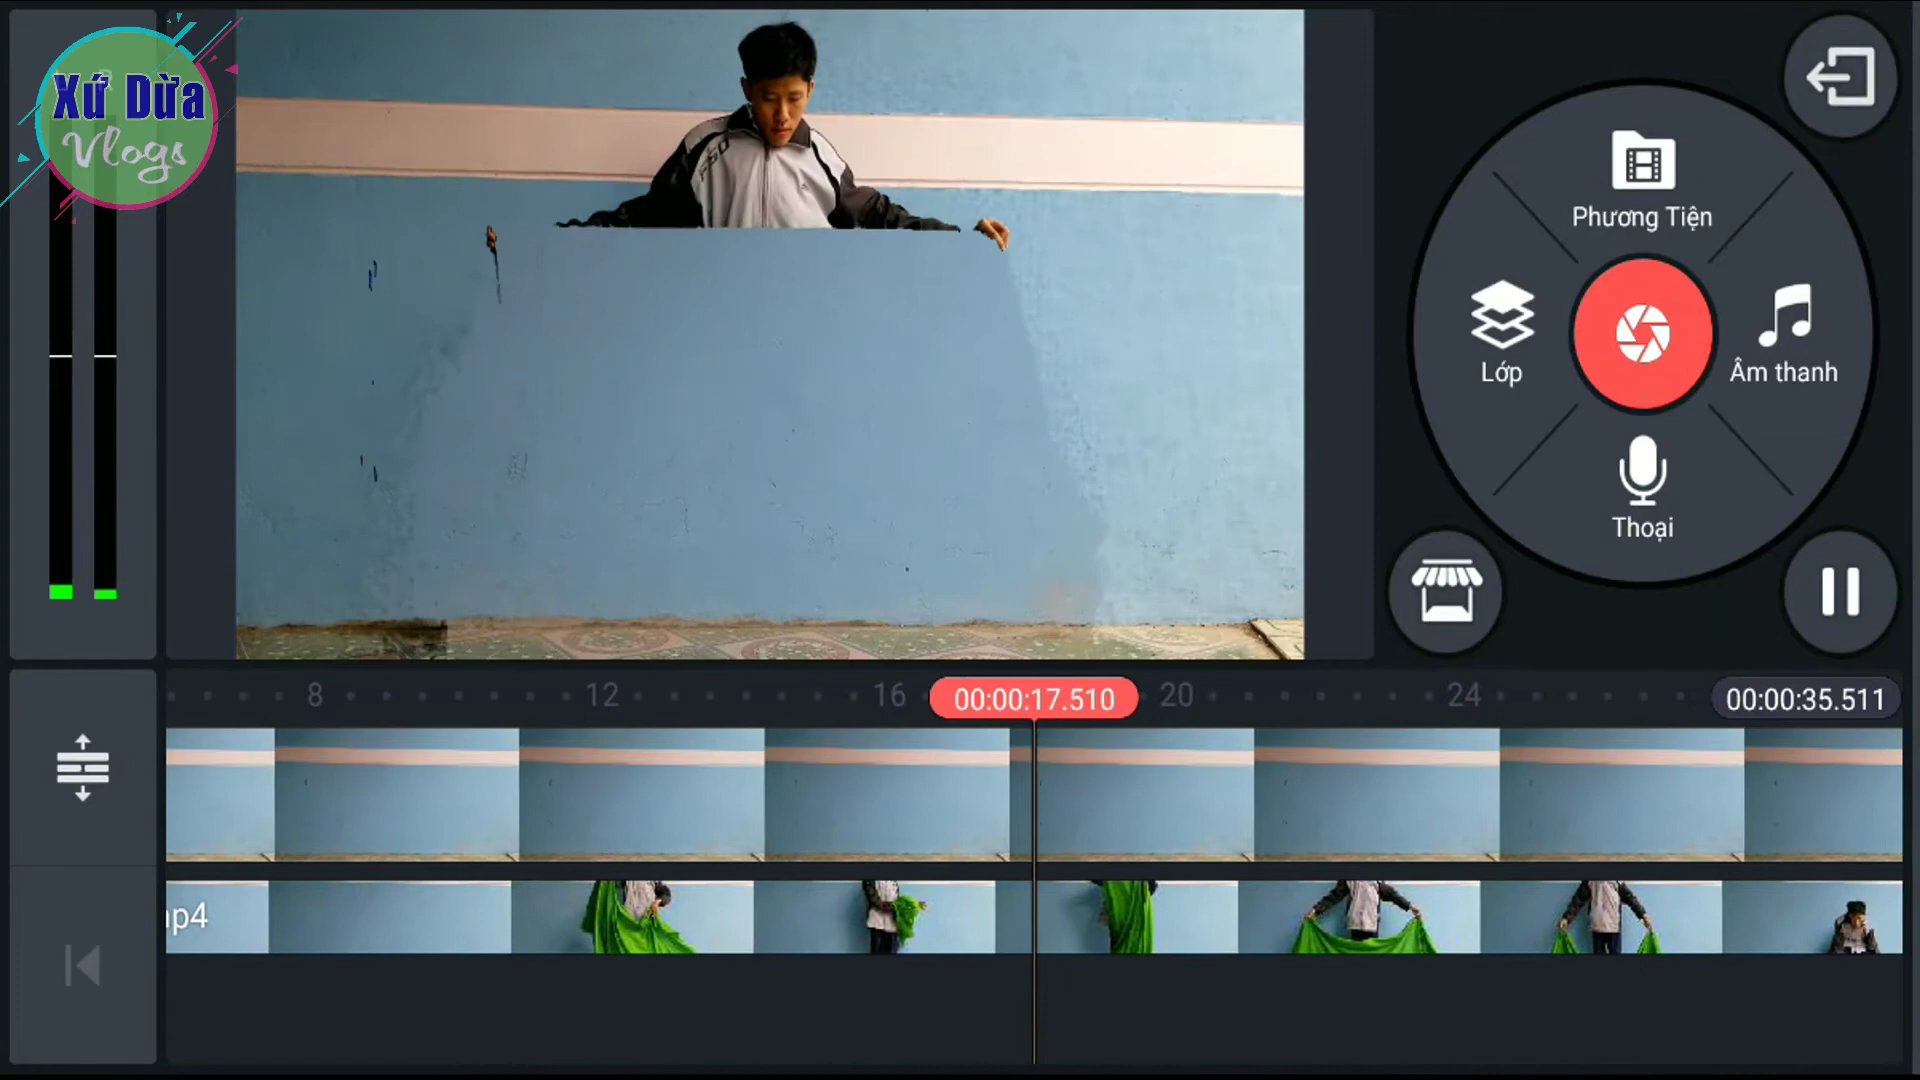 Xứ Dừa
Vlogs
Phương Tiện
Lớp
Âm thanh
Thoại
8
12
16
00:00:17.510
20
24
00:00:35.511
mp4